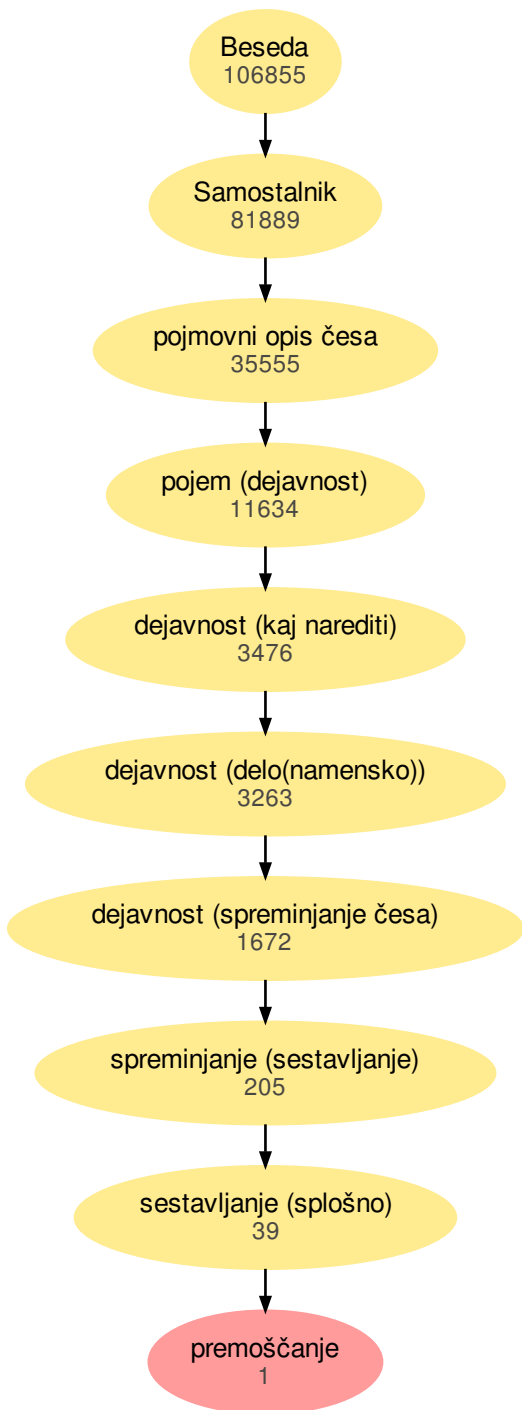 Beseda
106855
Samostalnik
81889
pojmovni opis česa
35555
pojem (dejavnost)
11634
dejavnost (kaj narediti)
3476
dejavnost (delo(namensko))
3263
dejavnost (spreminjanje česa)
1672
spreminjanje (sestavljanje)
205
sestavljanje (splošno)
39
premoščanje
1